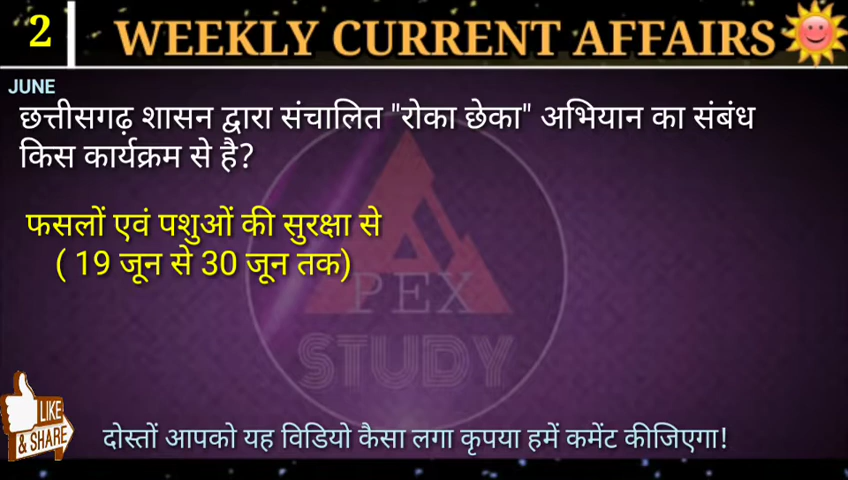 2 WEEKLY CURRENT AFFAIRS
JUNE
छत्तीसगढ़ शासन द्वारा संचालित "रोका छेका" अभियान का संबंध
किस कार्यक्रम से है?
फसलों एवं पशुओं की सुरक्षा से
( 19 जून से 30 जून तक)
PEX
STUDY
LIKE
& SHARE
दोस्तों आपको यह विडियो कैसा लगा कृपया हमें कमेंट कीजिएगा!